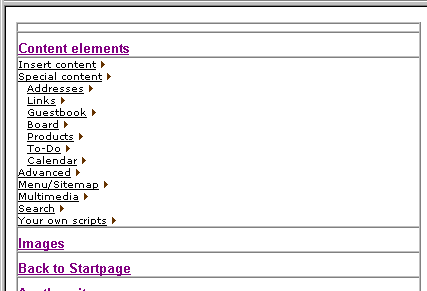 Content elements
Insert content
Special content
Addresses
Links
Guestbook
Board
Products
To-Do
Calendar
Advanced
Menu/Sitemap
Multimedia
Search
Your own scripts
Images
Back to Startpage